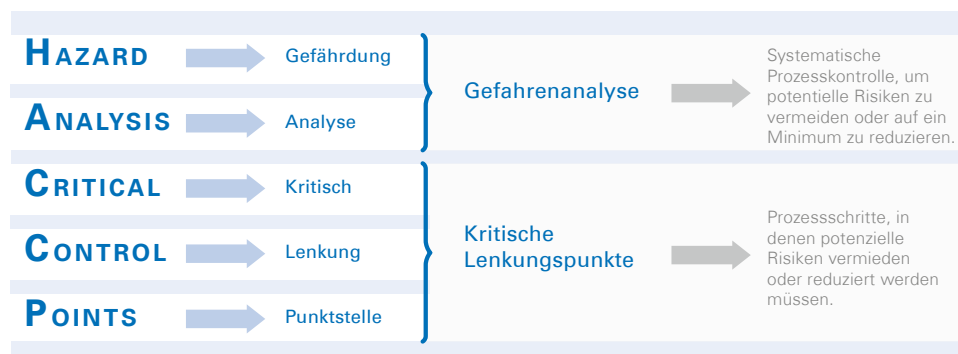 HAZARD
Gefährdung
ANALYSIS
Analyse
Gefahrenanalyse
Systematische
Prozesskontrolle, um
potentielle Risiken zu
vermeiden oder auf ein
Minimum zu reduzieren.
CRITICAL
Kritisch
CONTROL
Lenkung
POINTS
Punktstelle
Kritische
Lenkungspunkte
Prozessschritte, in
denen potenzielle
Risiken vermieden
oder reduziert werden
müssen.